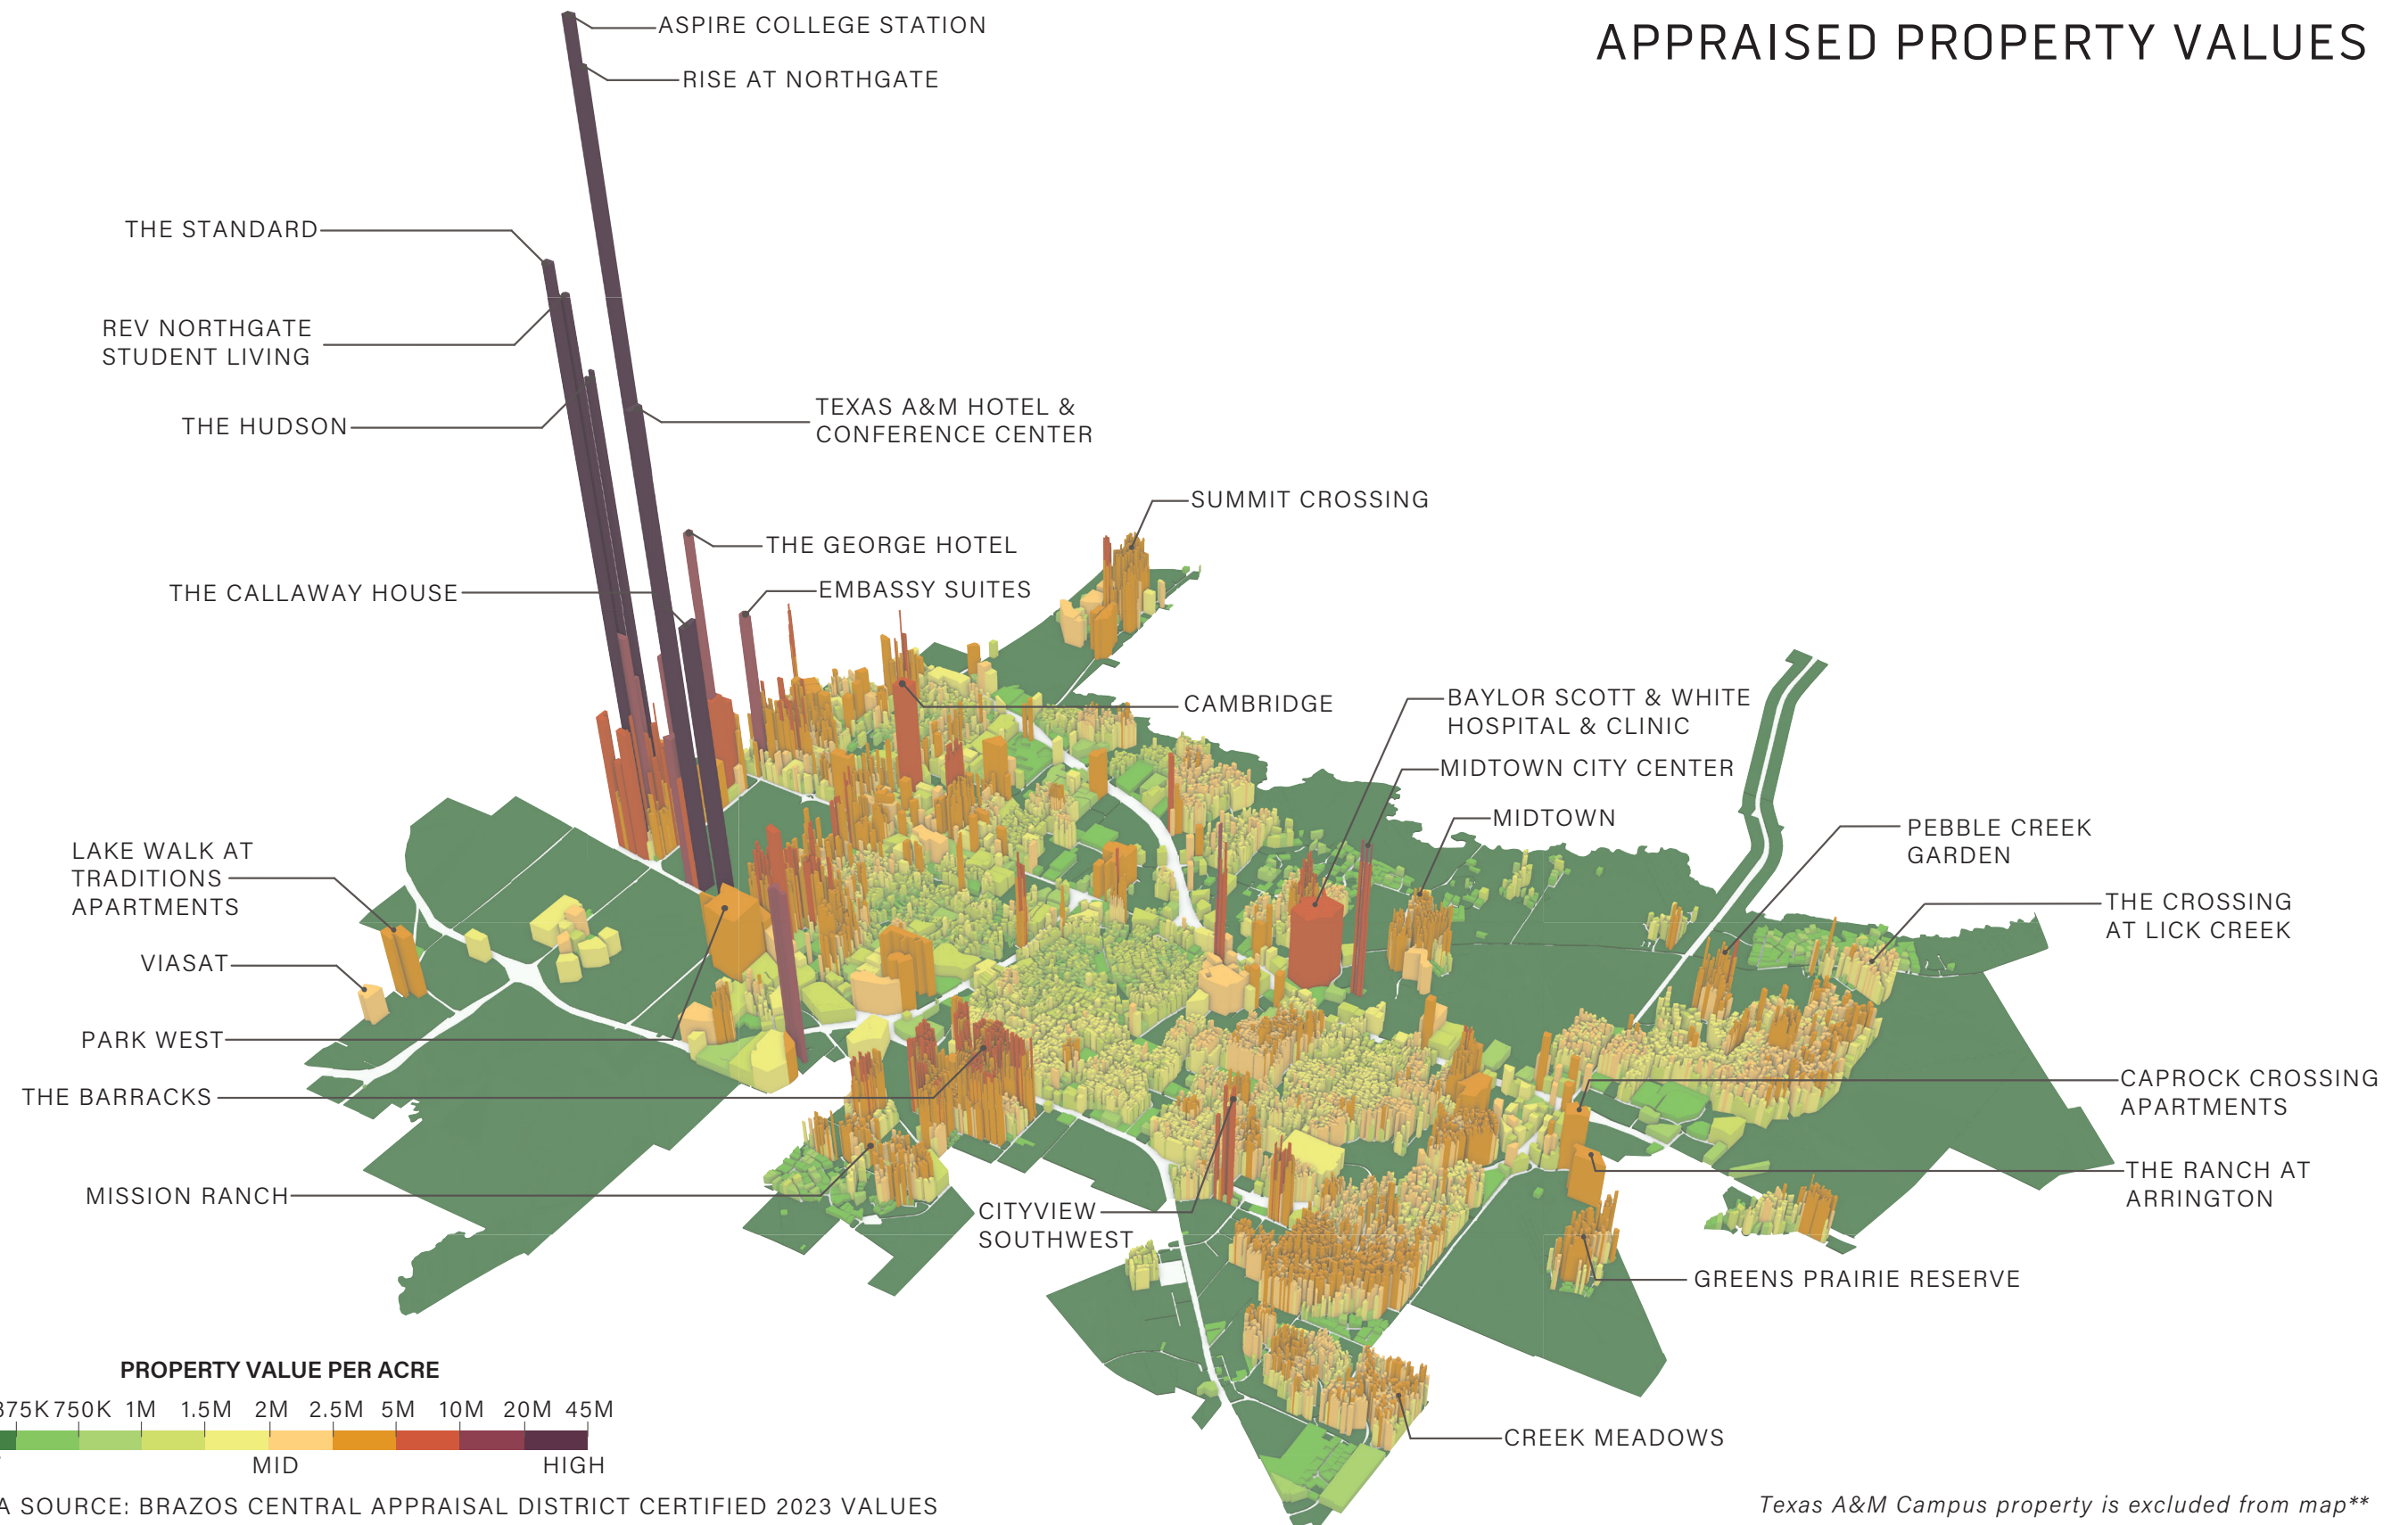 APPRAISED PROPERTY VALUES
ASPIRE COLLEGE STATION
RISE AT NORTHGATE
THE STANDARD
REV NORTHGATE
STUDENT LIVING
THE HUDSON
TEXAS A&M HOTEL &
CONFERENCE CENTER
SUMMIT CROSSING
THE GEORGE HOTEL
THE CALLAWAY HOUSE
EMBASSY SUITES
CAMBRIDGE
BAYLOR SCOTT & WHITE
HOSPITAL & CLINIC
MIDTOWN CITY CENTER
MIDTOWN
PEBBLE CREEK
GARDEN
THE CROSSING
AT LICK CREEK
LAKE WALK AT
TRADITIONS
APARTMENTS
VIASAT
PARK WEST
THE BARRACKS
MISSION RANCH
CITYVIEW
SOUTHWEST
CAPROCK CROSSING
APARTMENTS
THE RANCH AT
ARRINGTON
GREENS PRAIRIE RESERVE
CREEK MEADOWS
PROPERTY VALUE PER ACRE
375K 750K 1M 1.5M 2M 2.5M 5M 10M 20M 45M
MID HIGH
A SOURCE: BRAZOS CENTRAL APPRAISAL DISTRICT CERTIFIED 2023 VALUES
Texas A&M Campus property is excluded from map**